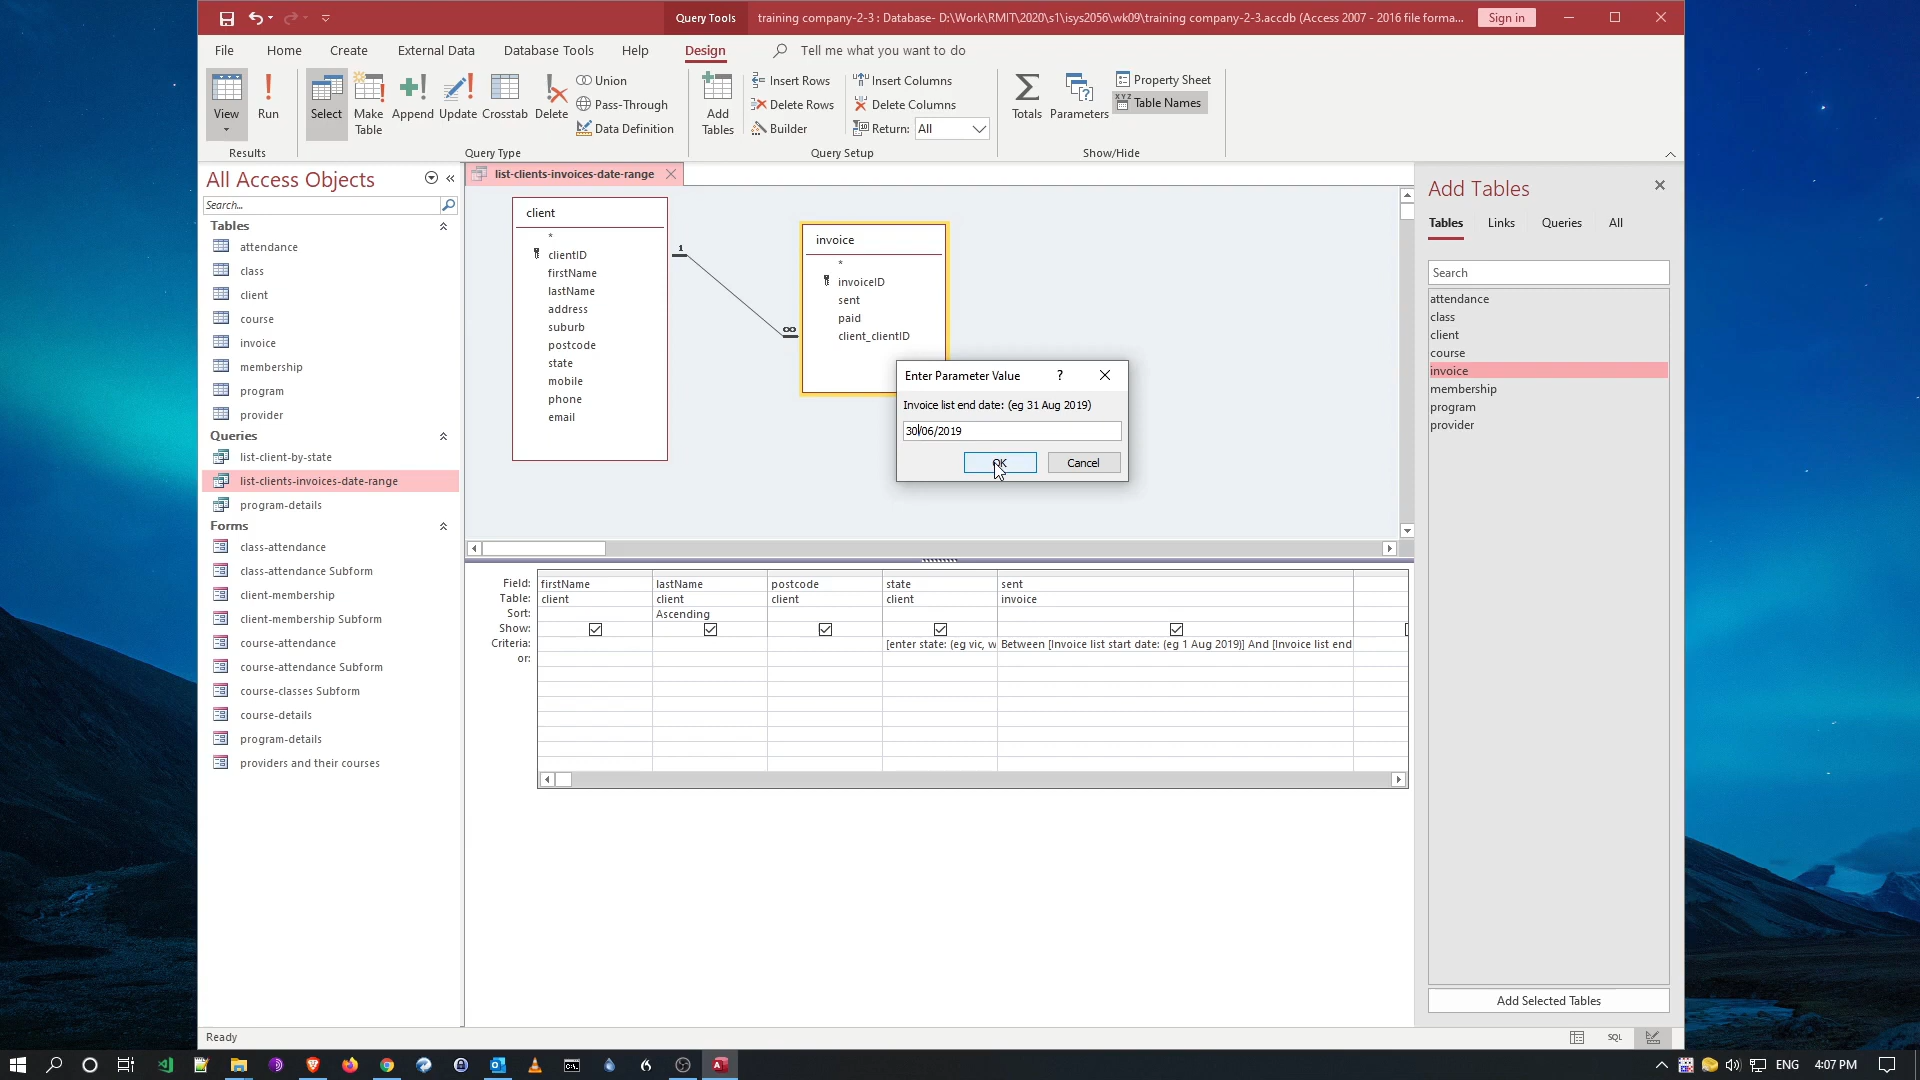 Query Tools
training company-2-3 : Database- D:\Work\RMIT\2020\s1\isys2056\wk09\training company-2-3.accdb (Access 2007 - 2016 file forma...
Sign in
File Home Create External Data Database Tools Help Design Tell me what you want to do
View
Run
Select
Make
Table
Append
Update
Crosstab
Delete
Union
Pass-Through
Data Definition
Add
Tables
Insert Rows
Delete Rows
Builder
Insert Columns
Delete Columns
Return: All
Totals
Parameters
Property Sheet
XYZ
Table Names
Results
Query Type
Query Setup
Show/Hide
All Access Objects
Search...
Tables
attendance
class
client
course
invoice
membership
program
provider
Queries
list-client-by-state
list-clients-invoices-date-range
program-details
Forms
class-attendance
class-attendance Subform
client-membership
client-membership Subform
course-attendance
course-attendance Subform
course-classes Subform
course-details
program-details
providers and their courses
list-clients-invoices-date-range
client
*
clientID
firstName
lastName
address
suburb
postcode
state
mobile
phone
email
1
∞
invoice
*
invoiceID
sent
paid
client_clientID
Enter Parameter Value ?
Invoice list end date: (eg 31 Aug 2019)
30/06/2019
OK Cancel
Field: firstName lastName postcode state sent
Table: client client client client invoice
Sort: Ascending
Show:
Criteria: [enter state: (eg vic, w Between [Invoice list start date: (eg 1 Aug 2019)] And [Invoice list end
or:
Add Tables
Tables Links Queries All
Search
attendance
class
client
course
invoice
membership
program
provider
Add Selected Tables
Ready
SQL
ENG
4:07 PM